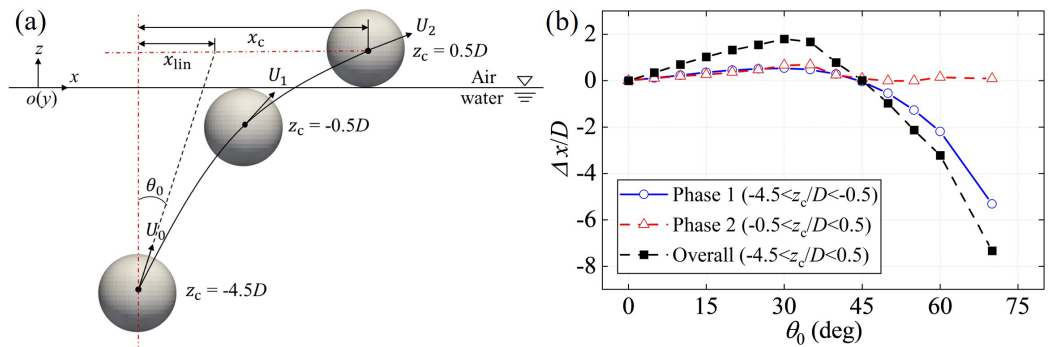 (a)
x_c
x_lin
U_2
z_c = 0.5D
z
x
o(y)
U_1
Air
water
z_c = -0.5D
θ_0
U_0
z_c = -4.5D
(b)
2
0
-2
-4
-6
-8
Δx/D
Phase 1 (-4.5<z_c/D<-0.5)
Phase 2 (-0.5<z_c/D<0.5)
Overall (-4.5<z_c/D<0.5)
0 15 30 45 60 75
θ_0 (deg)